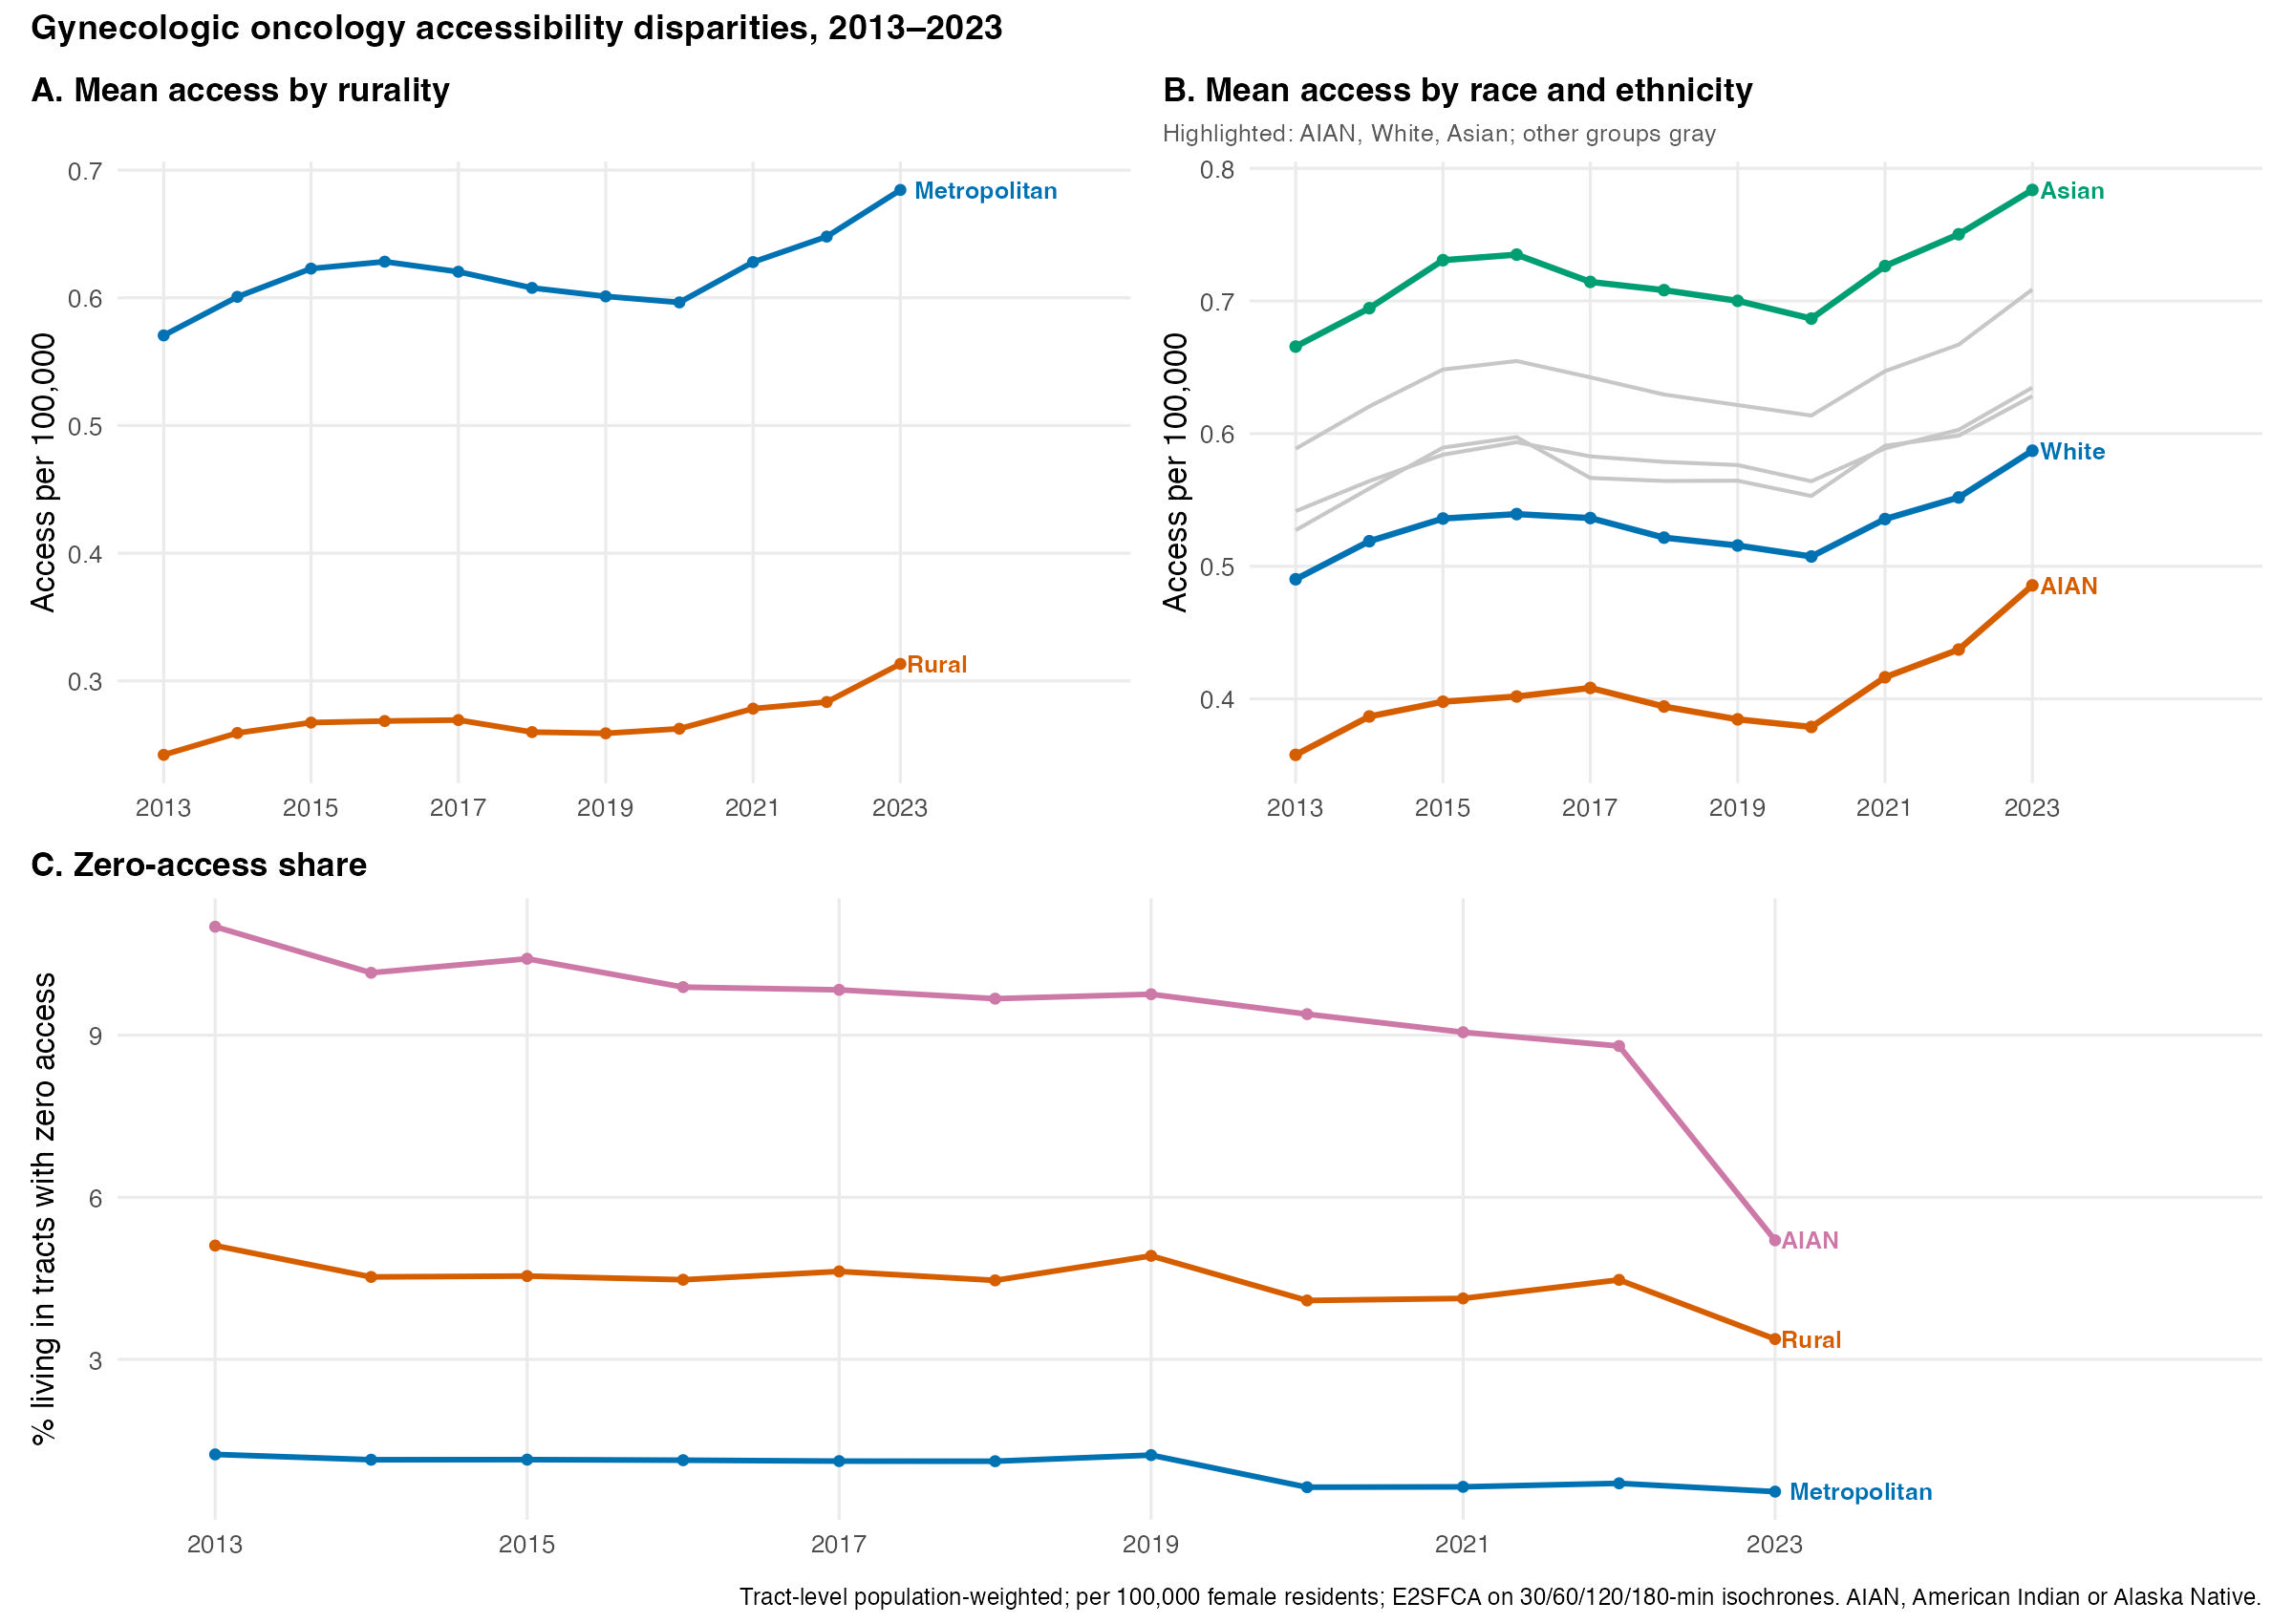 Gynecologic oncology accessibility disparities, 2013–2023
A. Mean access by rurality
Access per 100,000
0.7
0.6
0.5
0.4
0.3
Metropolitan
Rural
2013 2015 2017 2019 2021 2023
B. Mean access by race and ethnicity
Highlighted: AIAN, White, Asian; other groups gray
Access per 100,000
0.8
0.7
0.6
0.5
0.4
Asian
White
AIAN
2013 2015 2017 2019 2021 2023
C. Zero-access share
% living in tracts with zero access
9
6
3
AIAN
Rural
Metropolitan
2013 2015 2017 2019 2021 2023
Tract-level population-weighted; per 100,000 female residents; E2SFCA on 30/60/120/180-min isochrones. AIAN, American Indian or Alaska Native.